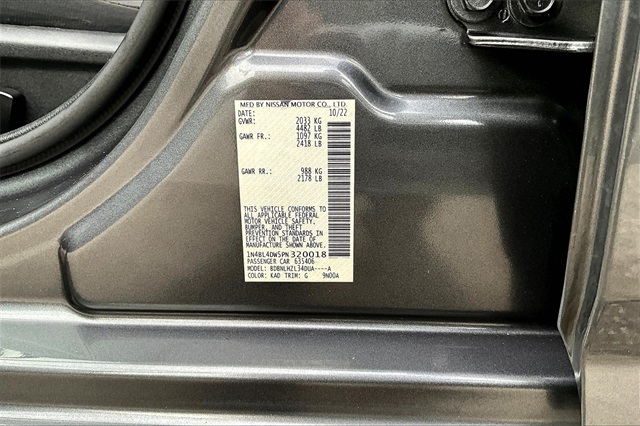 MFD BY NISSAN MOTOR CO., LTD.
DATE: 10/22
GVWR: 2033 KG
4482 LB
GAWR FR.: 1097 KG
2418 LB
GAWR RR.: 988 KG
2178 LB
THIS VEHICLE CONFORMS TO
ALL APPLICABLE FEDERAL
MOTOR VEHICLE SAFETY,
BUMPER, AND THEFT
PREVENTION STANDARDS IN
EFFECT ON THE DATE OF
MANUFACTURE SHOWN ABOVE.
1N4BL4DW5PN320018
PASSENGER CAR 635406
MODEL: BDBNLHZL34DUA----A
COLOR: KAD TRIM: G 9N00A